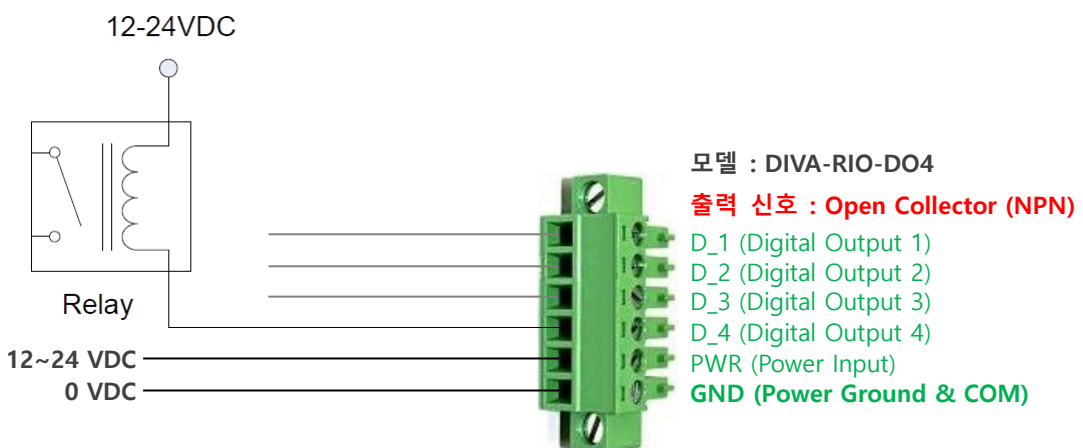 12-24VDC
모델 : DIVA-RIO-DO4
출력 신호 : Open Collector (NPN)
D_1 (Digital Output 1)
D_2 (Digital Output 2)
D_3 (Digital Output 3)
Relay
D_4 (Digital Output 4)
12~24 VDC
PWR (Power Input)
0 VDC
GND (Power Ground & COM)